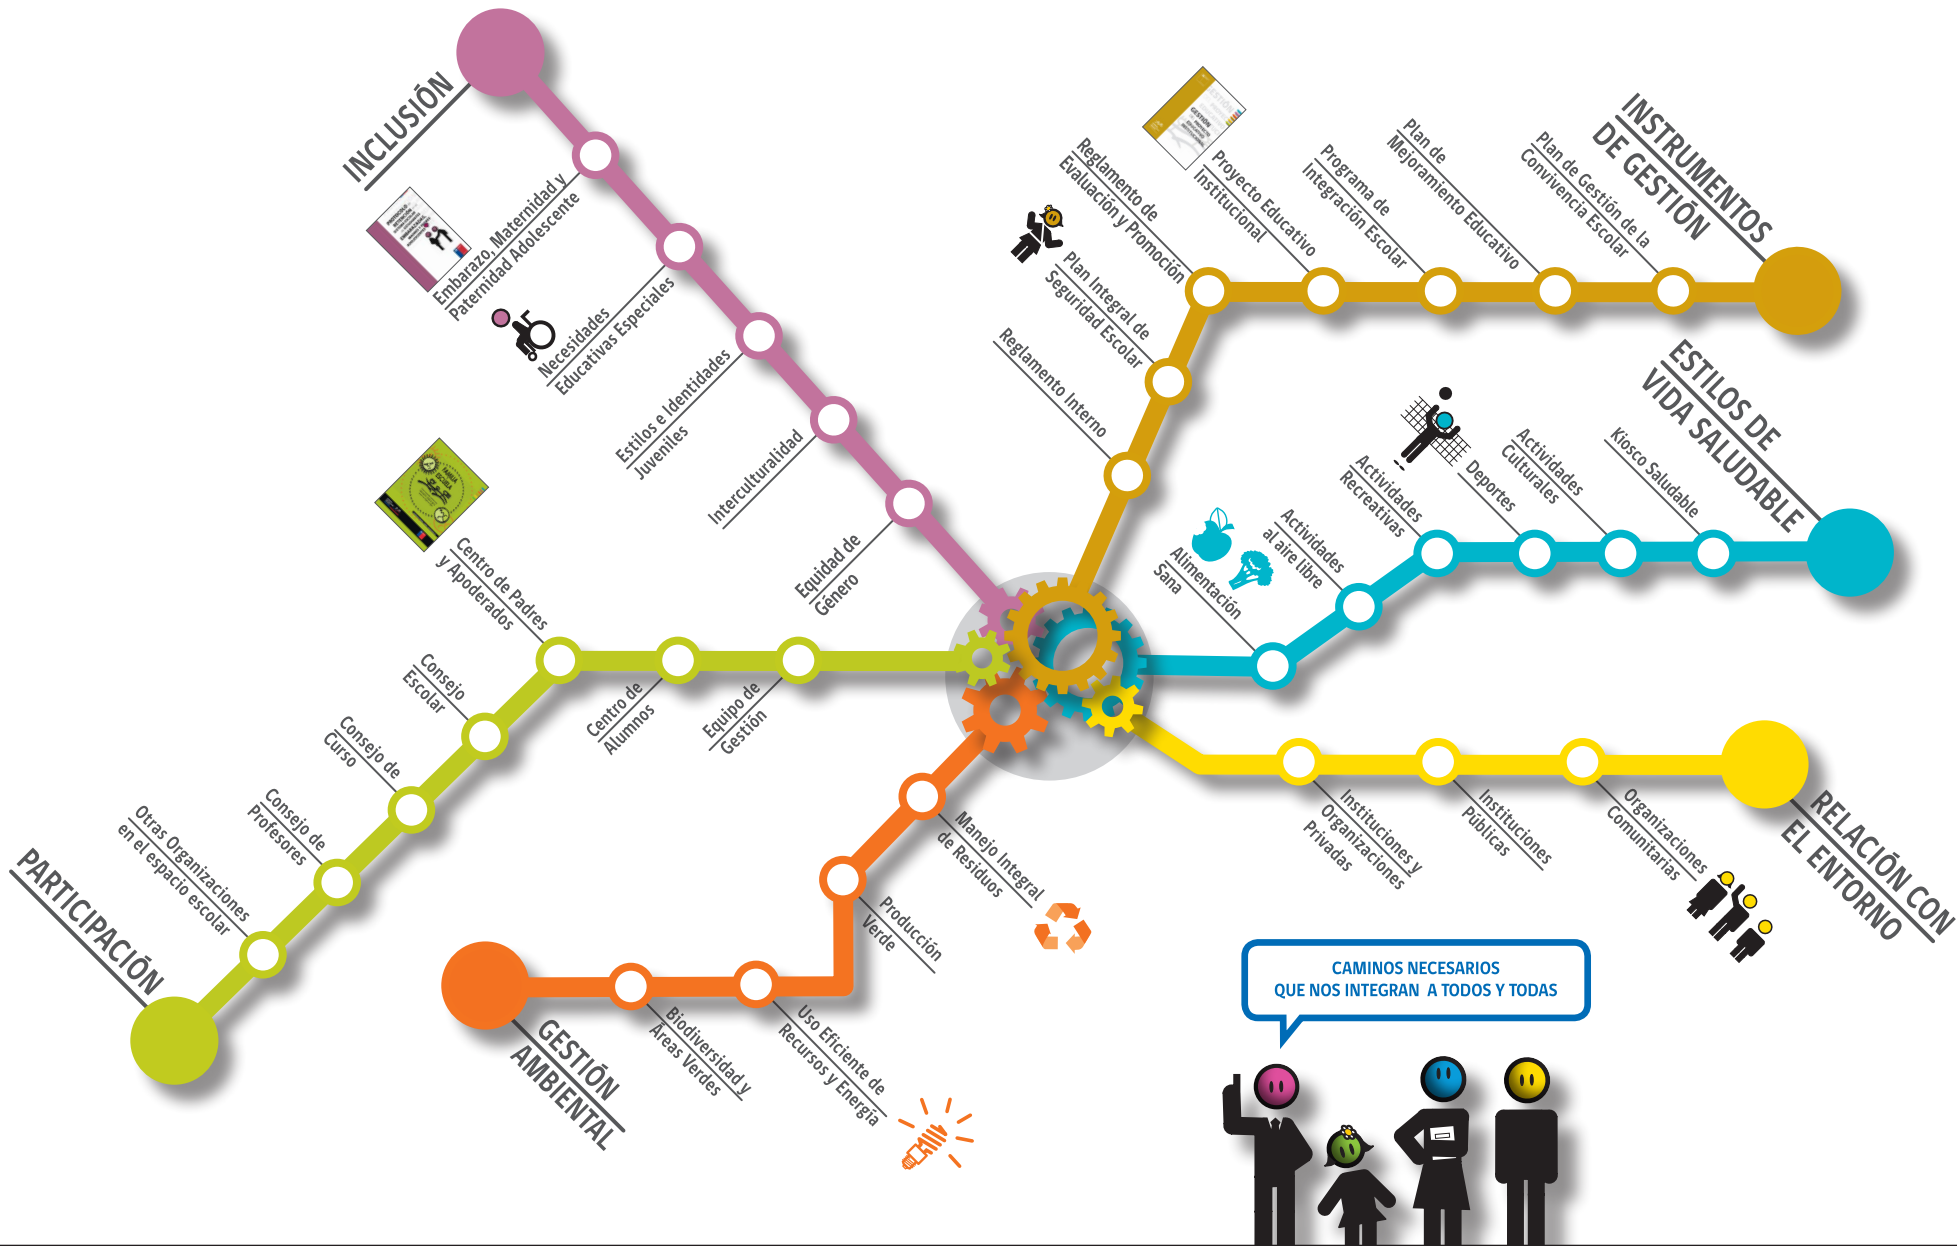 INCLUSIÓN
Embarazo, Maternidad y
Paternidad Adolescente
Necesidades
Educativas Especiales
Estilos e Identidades
Juveniles
Interculturalidad
Equidad de
Género
INSTRUMENTOS
DE GESTIÓN
Reglamento Interno
Plan Integral de
Seguridad Escolar
Reglamento de
Evaluación y Promoción
GESTIÓN
Proyecto Educativo
Institucional
Programa de
Integración Escolar
Plan de
Mejoramiento Educativo
Plan de Gestión de la
Convivencia Escolar
ESTILOS DE
VIDA SALUDABLE
Alimentación
Sana
Actividades
al aire libre
Actividades
Recreativas
Deportes
Actividades
Culturales
Kiosco Saludable
PARTICIPACIÓN
Otras Organizaciones
en el espacio escolar
Consejo de
Profesores
Consejo de
Curso
Consejo
Escolar
Centro de Padres
y Apoderados
FAMILIA
ESCUELA
Centro de
Alumnos
Equipo de
Gestión
GESTIÓN
AMBIENTAL
Biodiversidad y
Áreas Verdes
Uso Eficiente de
Recursos y Energía
Producción
Verde
Manejo Integral
de Residuos
RELACIÓN CON
EL ENTORNO
Instituciones y
Organizaciones
Privadas
Instituciones
Públicas
Organizaciones
Comunitarias
CAMINOS NECESARIOS
QUE NOS INTEGRAN A TODOS Y TODAS